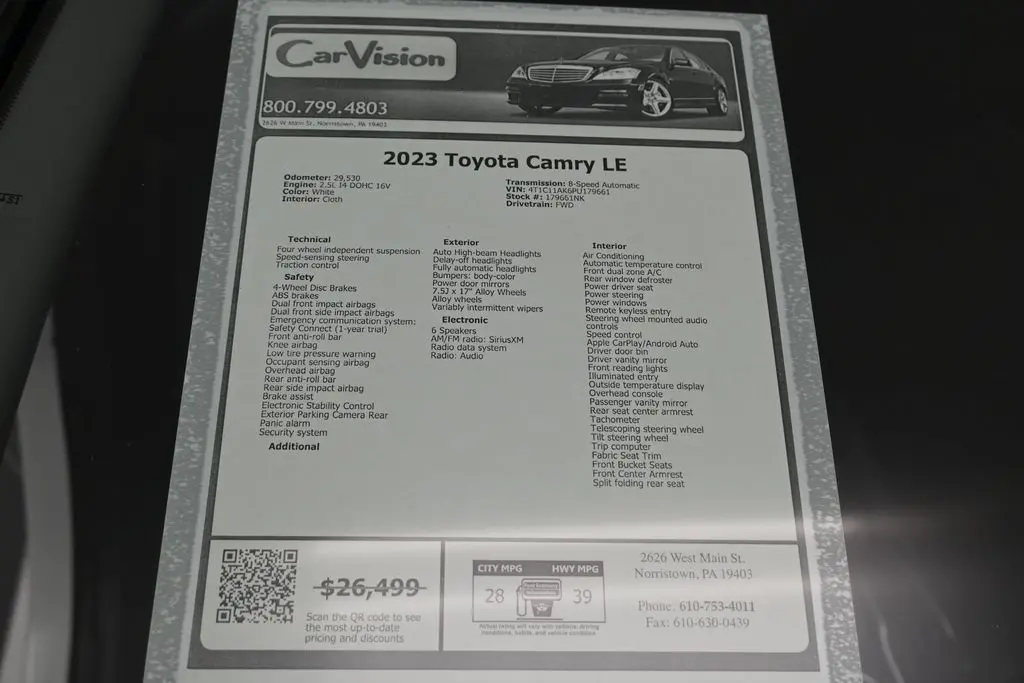 CarVision
800.799.4803
2626 W Main St, Norristown, PA 19403
2023 Toyota Camry LE
Odometer: 29,530
Engine: 2.5L I4 DOHC 16V
Color: White
Interior: Cloth
Transmission: 8-Speed Automatic
VIN: 4T1C11AK6PU179661
Stock #: 179661NK
Drivetrain: FWD
Technical
Four wheel independent suspension
Speed-sensing steering
Traction control
Safety
4-Wheel Disc Brakes
ABS brakes
Dual front impact airbags
Dual front side impact airbags
Emergency communication system:
Safety Connect (1-year trial)
Front anti-roll bar
Knee airbag
Low tire pressure warning
Occupant sensing airbag
Overhead airbag
Rear anti-roll bar
Rear side impact airbag
Brake assist
Electronic Stability Control
Exterior Parking Camera Rear
Panic alarm
Security system
Additional
Exterior
Auto High-beam Headlights
Delay-off headlights
Fully automatic headlights
Bumpers: body-color
Power door mirrors
7.5J x 17" Alloy Wheels
Alloy wheels
Variably intermittent wipers
Electronic
6 Speakers
AM/FM radio: SiriusXM
Radio data system
Radio: Audio
Interior
Air Conditioning
Automatic temperature control
Front dual zone A/C
Rear window defroster
Power driver seat
Power steering
Power windows
Remote keyless entry
Steering wheel mounted audio
controls
Speed control
Apple CarPlay/Android Auto
Driver door bin
Driver vanity mirror
Front reading lights
Illuminated entry
Outside temperature display
Overhead console
Passenger vanity mirror
Rear seat center armrest
Tachometer
Telescoping steering wheel
Tilt steering wheel
Trip computer
Fabric Seat Trim
Front Bucket Seats
Front Center Armrest
Split folding rear seat
$26,499
Scan the QR code to see
the most up-to-date
pricing and discounts
CITY MPG HWY MPG
28 39
Actual rating will vary with options, driving
conditions, habits, and vehicle condition
2626 West Main St.
Norristown, PA 19403
Phone: 610-753-4011
Fax: 610-630-0439